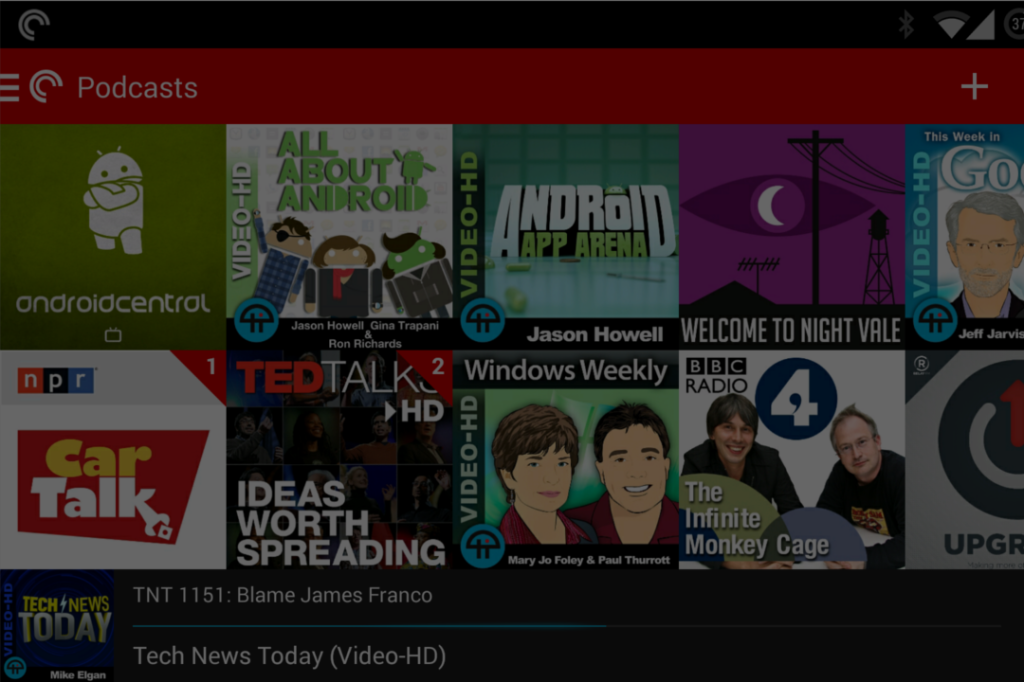 37
Podcasts
+
androidcentral
VIDEO-HD
ALL
ABOUT
ANDROID
Jason Howell Gina Trapani
&
Ron Richards
VIDEO-HD
ANDROID
APP ARENA
Jason Howell
WELCOME TO NIGHT VALE
This Week in
Goo
VIDEO-HD
Jeff Jarvis
npr
1
Car
Talk
TEDTALKS
2
HD
IDEAS
WORTH
SPREADING
Windows Weekly
VIDEO-HD
Mary Jo Foley & Paul Thurrott
BBC
RADIO
4
The
Infinite
Monkey Cage
®
UPGR
VIDEO-HD
TECH NEWS
TODAY
Mike Elgan
TNT 1151: Blame James Franco
Tech News Today (Video-HD)